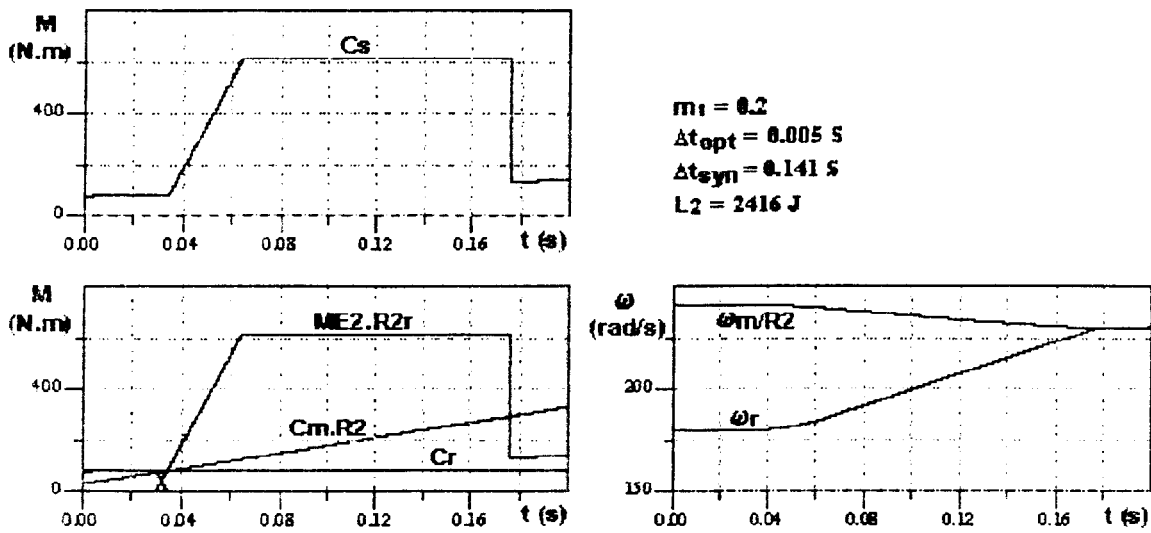 M
(N.m)
Cs
400
0
0.00 0.04 0.08 0.12 0.16 t (s)
m1 = 0.2
Δtopt = 0.005 S
Δtsyn = 0.141 S
L2 = 2416 J
M
(N.m)
ME2.R2r
400
Cm.R2
Cr
0
0.00 0.04 0.08 0.12 0.16 t (s)
ω
(rad/s)
ωm/R2
200
ωr
150
0.00 0.04 0.08 0.12 0.16 t (s)